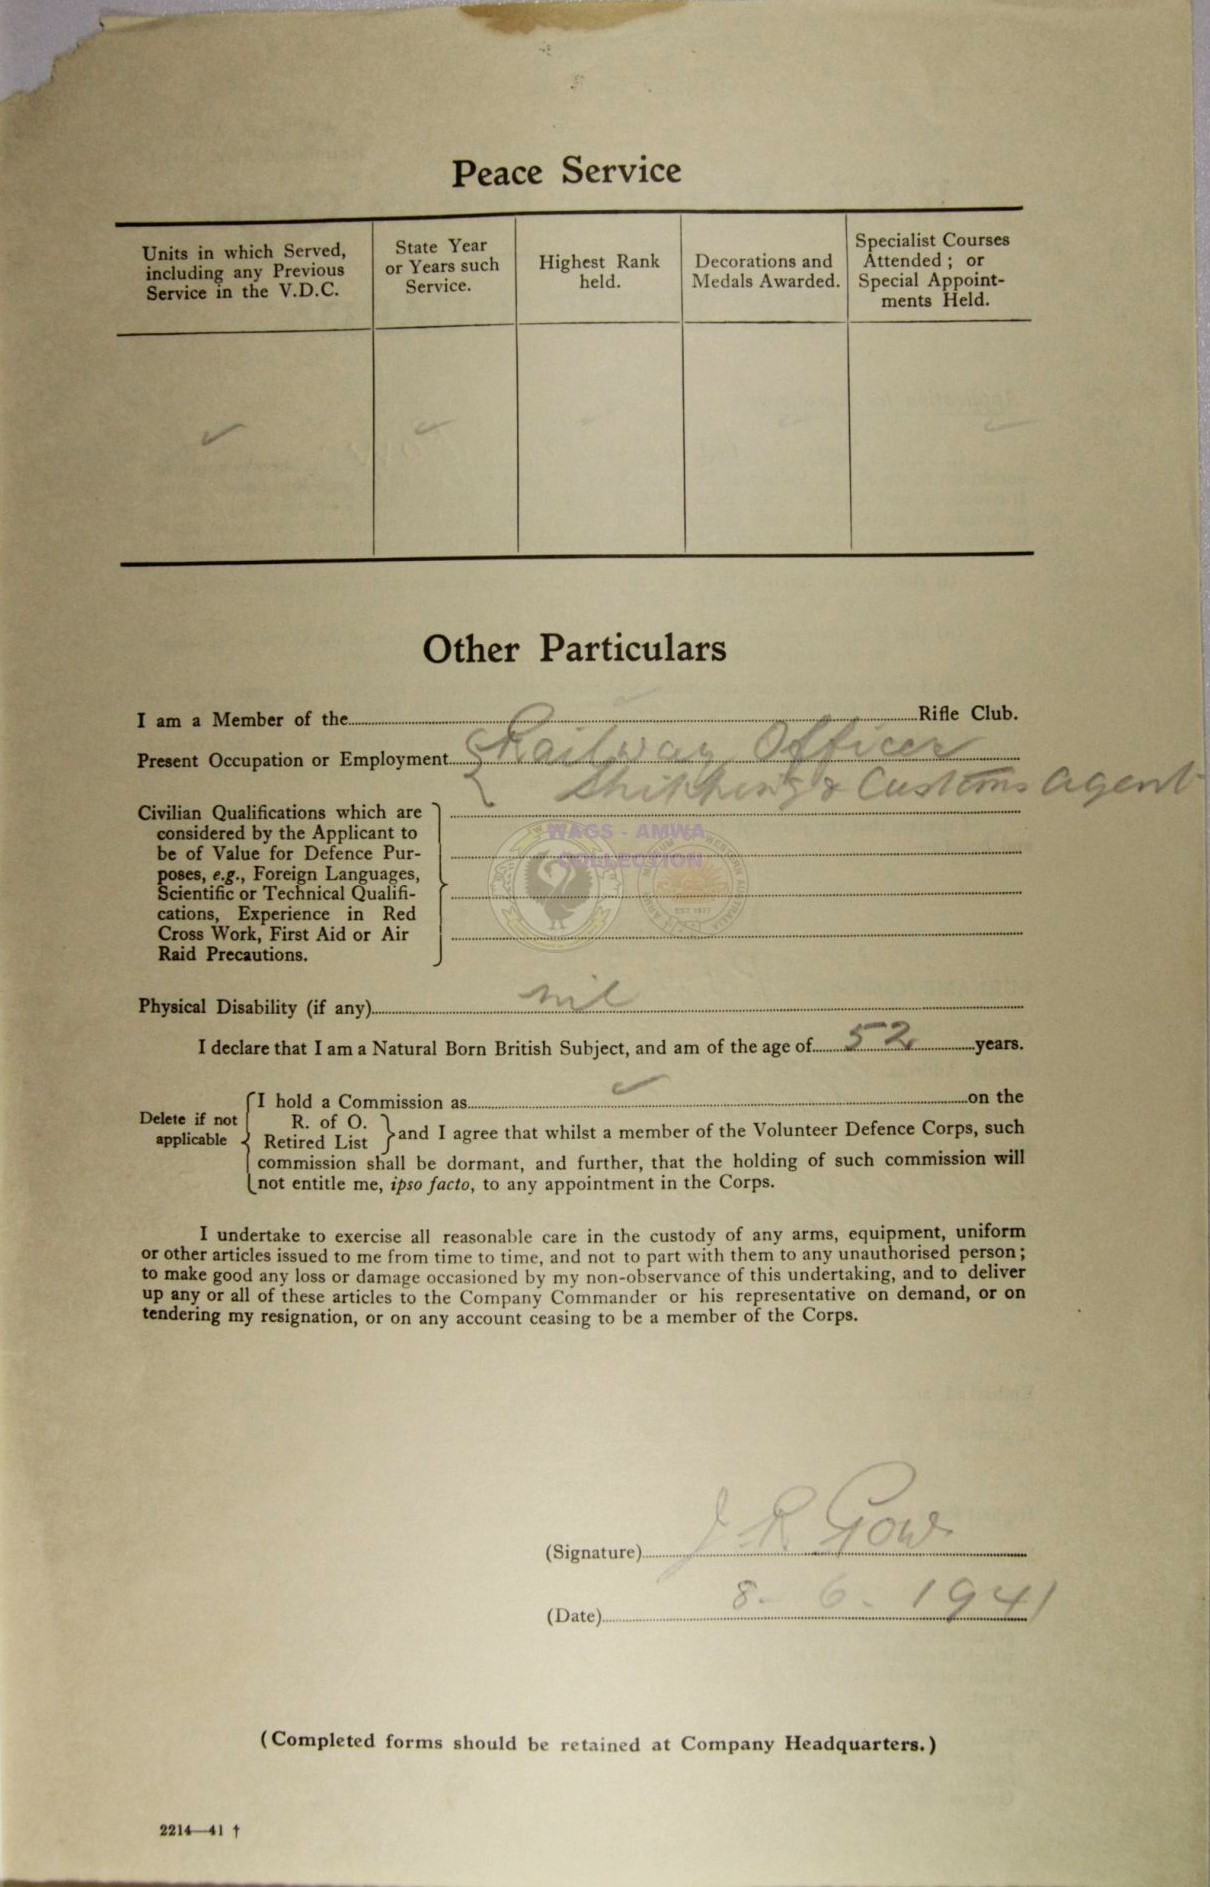 Peace Service
Units in which Served, including any Previous Service in the V.D.C.
State Year or Years such Service.
Highest Rank held.
Decorations and Medals Awarded.
Specialist Courses Attended ; or Special Appoint-ments Held.
Other Particulars
I am a Member of the Rifle Club.
Present Occupation or Employment { Railway Officer
Shipping & Customs Agent
Civilian Qualifications which are
considered by the Applicant to
be of Value for Defence Pur-
poses, e.g., Foreign Languages,
Scientific or Technical Qualifi-
cations, Experience in Red
Cross Work, First Aid or Air
Raid Precautions.
WAGS - AMWA
COLLECTION
Physical Disability (if any) nil
I declare that I am a Natural Born British Subject, and am of the age of 52 years.
I hold a Commission as on the
Delete if not applicable
R. of O.
Retired List
and I agree that whilst a member of the Volunteer Defence Corps, such
commission shall be dormant, and further, that the holding of such commission will
not entitle me, ipso facto, to any appointment in the Corps.
I undertake to exercise all reasonable care in the custody of any arms, equipment, uniform
or other articles issued to me from time to time, and not to part with them to any unauthorised person ;
to make good any loss or damage occasioned by my non-observance of this undertaking, and to deliver
up any or all of these articles to the Company Commander or his representative on demand, or on
tendering my resignation, or on any account ceasing to be a member of the Corps.
(Signature) J R Gow
(Date) 8. 6. 1941
(Completed forms should be retained at Company Headquarters.)
2214—41 †